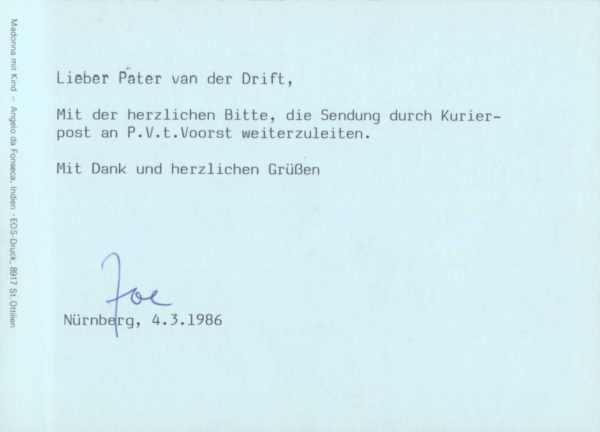 Lieber Pater van der Drift,
Mit der herzlichen Bitte, die Sendung durch Kurier-
post an P.V.t.Voorst weiterzuleiten.
Mit Dank und herzlichen Grüßen
Joe
Nürnberg, 4.3.1986
Madonna mit Kind – Angelo da Fonseca, Indien · EOS-Druck, 8917 St. Ottilien